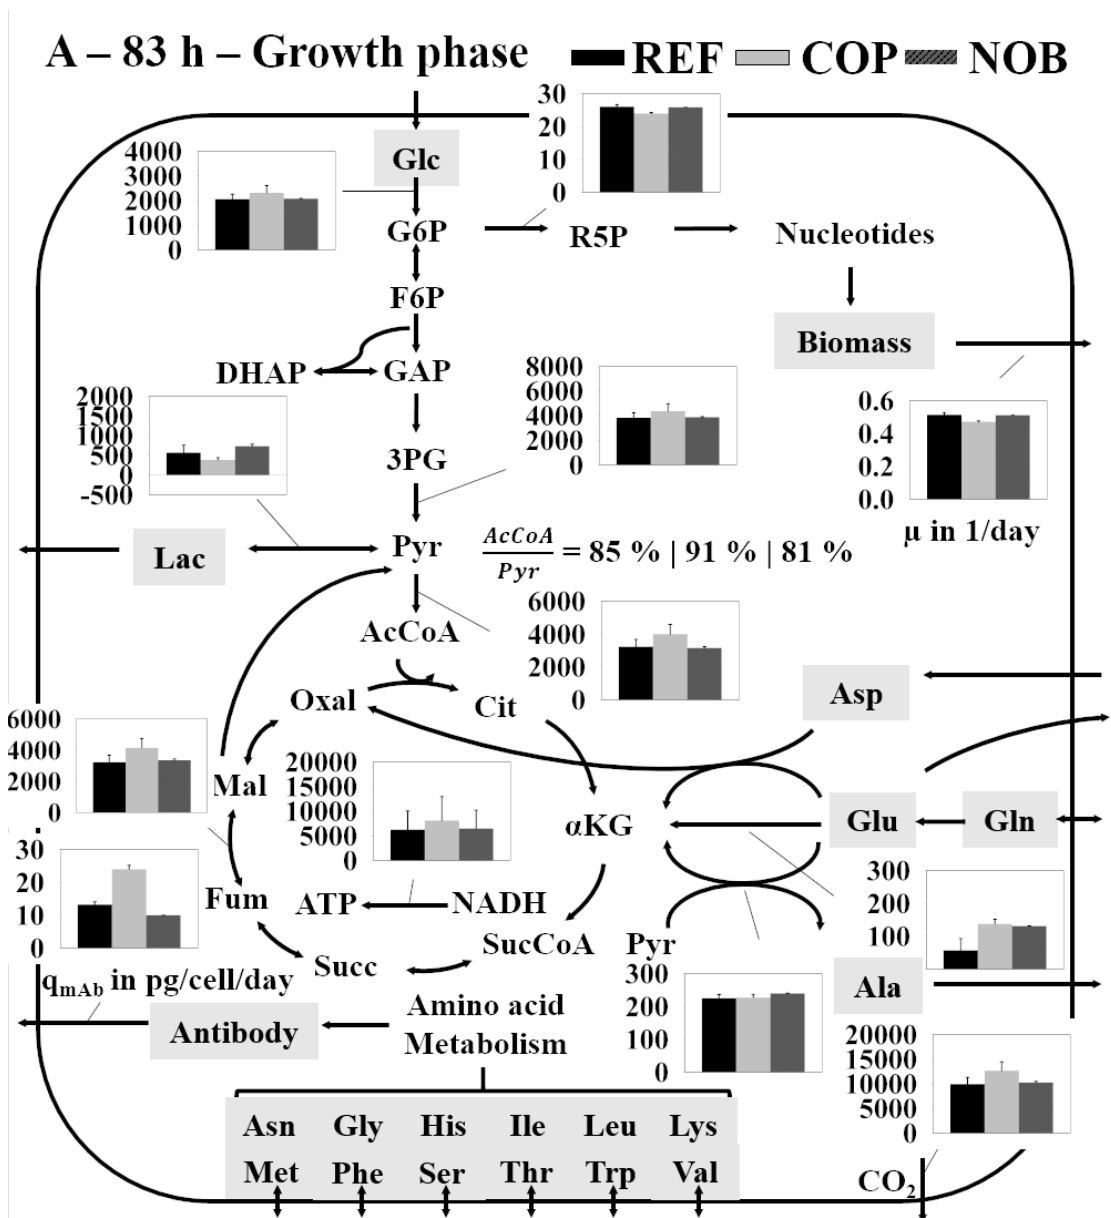 A – 83 h – Growth phase REF COP NOB
30
20
10
0
Glc
4000
3000
2000
1000
0
G6P
R5P
Nucleotides
F6P
Biomass
DHAP
GAP
8000
6000
4000
2000
0
2000
1500
1000
500
0
-500
0.6
0.4
0.2
0.0
µ in 1/day
3PG
Lac
Pyr
AcCoA
Pyr
= 85 % | 91 % | 81 %
AcCoA
6000
4000
2000
0
Asp
Oxal
Cit
6000
4000
2000
0
Mal
20000
15000
10000
5000
0
αKG
Glu
Gln
30
20
10
0
Fum
ATP
NADH
300
200
100
SucCoA
Pyr
Succ
qmAb in pg/cell/day
300
200
100
0
Ala
Antibody
Amino acid
Metabolism
20000
15000
10000
5000
0
Asn Gly His Ile Leu Lys
Met Phe Ser Thr Trp Val
CO2